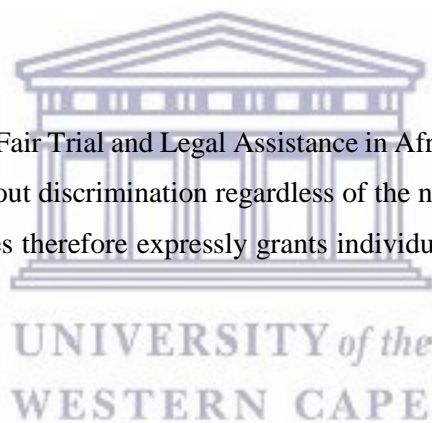 Fair Trial and Legal Assistance in Afr
out discrimination regardless of the n
es therefore expressly grants individu
UNIVERSITY of the
WESTERN CAPE